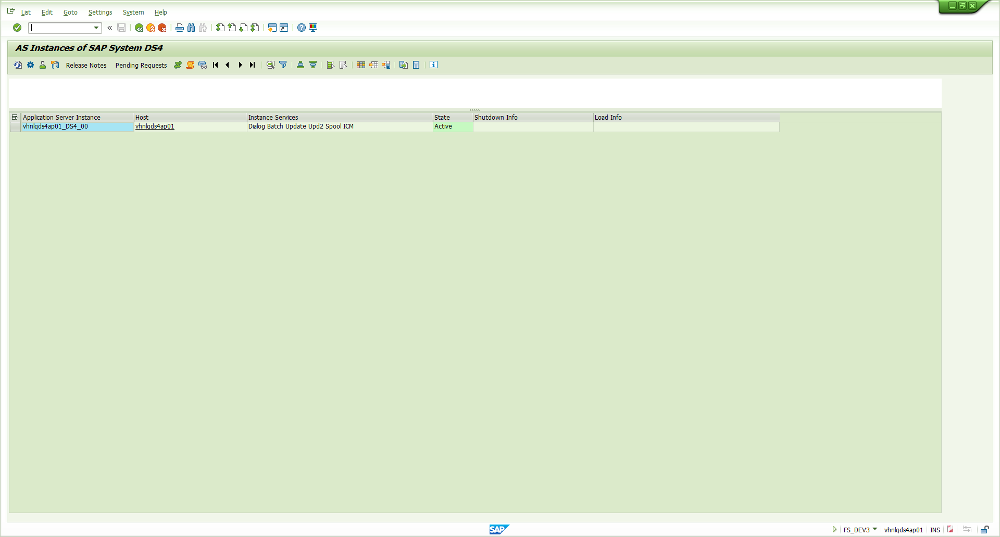 List Edit Goto Settings System Help
AS Instances of SAP System DS4
Release Notes Pending Requests
Application Server Instance Host Instance Services State Shutdown Info Load Info
vhnlqds4ap01_DS4_00 vhnlqds4ap01 Dialog Batch Update Upd2 Spool ICM Active
SAP FS_DEV3 vhnlqds4ap01 INS